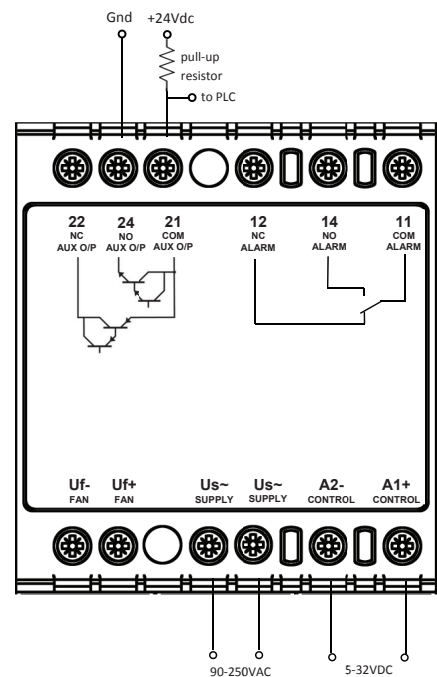 Gnd +24Vdc
pull-up
resistor
to PLC
22 24 21 12 14 11
NC NO COM NC NO COM
AUX O/P AUX O/P AUX O/P ALARM ALARM ALARM
Uf- Uf+ Us~ Us~ A2- A1+
FAN FAN SUPPLY SUPPLY CONTROL CONTROL
90-250VAC 5-32VDC